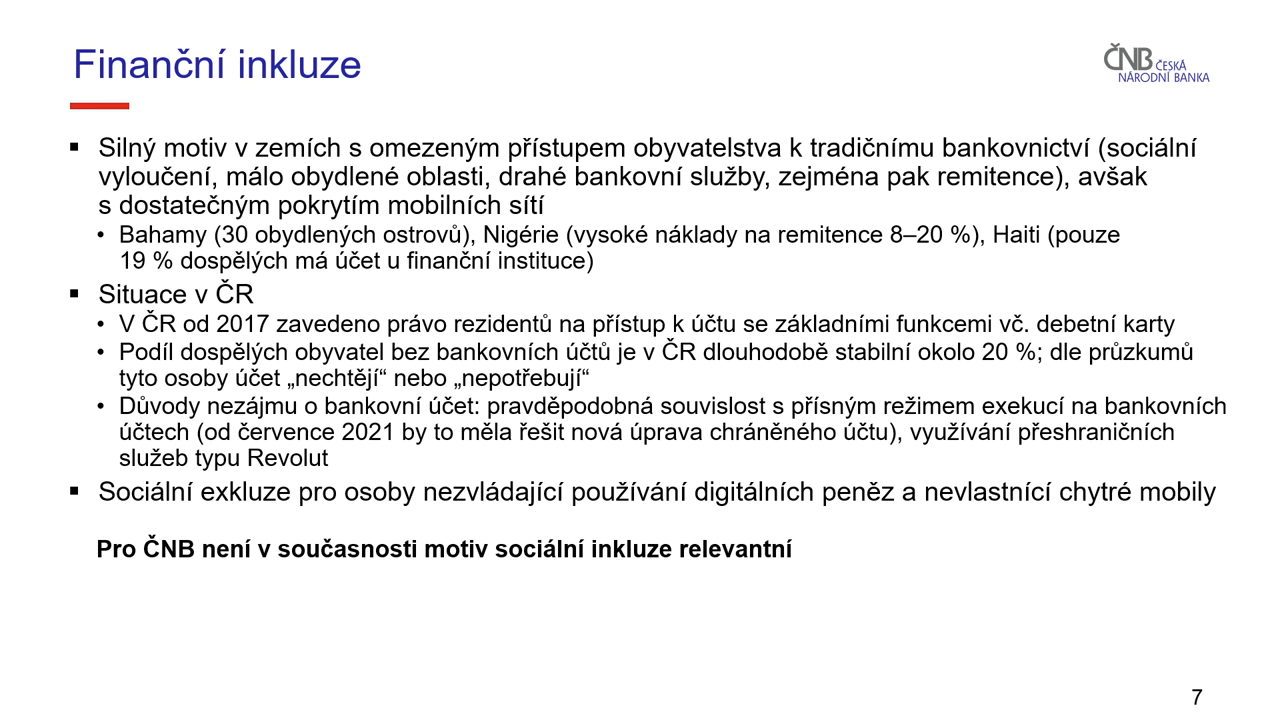 Finanční inkluze
ČNB ČESKÁ
NÁRODNÍ BANKA
▪ Silný motiv v zemích s omezeným přístupem obyvatelstva k tradičnímu bankovnictví (sociální
vyloučení, málo obydlené oblasti, drahé bankovní služby, zejména pak remitence), avšak
s dostatečným pokrytím mobilních sítí
• Bahamy (30 obydlených ostrovů), Nigérie (vysoké náklady na remitence 8–20 %), Haiti (pouze
19 % dospělých má účet u finanční instituce)
▪ Situace v ČR
• V ČR od 2017 zavedeno právo rezidentů na přístup k účtu se základními funkcemi vč. debetní karty
• Podíl dospělých obyvatel bez bankovních účtů je v ČR dlouhodobě stabilní okolo 20 %; dle průzkumů
tyto osoby účet „nechtějí“ nebo „nepotřebují“
• Důvody nezájmu o bankovní účet: pravděpodobná souvislost s přísným režimem exekucí na bankovních
účtech (od července 2021 by to měla řešit nová úprava chráněného účtu), využívání přeshraničních
služeb typu Revolut
▪ Sociální exkluze pro osoby nezvládající používání digitálních peněz a nevlastnící chytré mobily
Pro ČNB není v současnosti motiv sociální inkluze relevantní
7